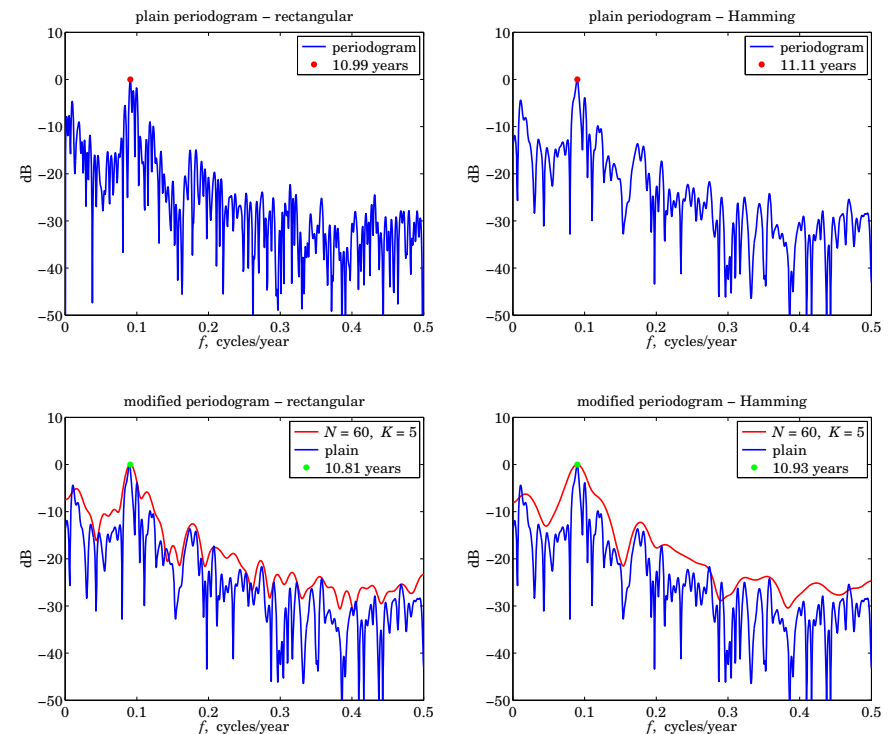 plain periodogram − rectangular
10
0
−10
−20
−30
−40
−50
dB
periodogram
10.99 years
0
0.1
0.2
0.3
0.4
0.5
f, cycles/year
plain periodogram − Hamming
10
0
−10
−20
−30
−40
−50
dB
periodogram
11.11 years
0
0.1
0.2
0.3
0.4
0.5
f, cycles/year
modified periodogram − rectangular
10
0
−10
−20
−30
−40
−50
dB
N = 60, K = 5
plain
10.81 years
0
0.1
0.2
0.3
0.4
0.5
f, cycles/year
modified periodogram − Hamming
10
0
−10
−20
−30
−40
−50
dB
N = 60, K = 5
plain
10.93 years
0
0.1
0.2
0.3
0.4
0.5
f, cycles/year